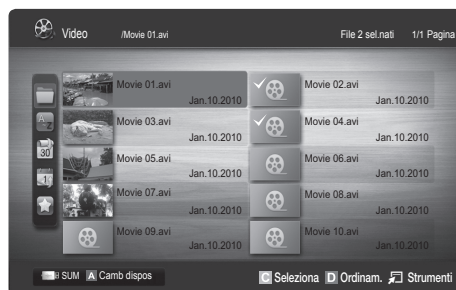 Video /Movie 01.avi File 2 sel.nati 1/1 Pagina
Movie 01.avi Movie 02.avi
Jan.10.2010 Jan.10.2010
Movie 03.avi Movie 04.avi
Jan.10.2010 Jan.10.2010
Movie 05.avi Movie 06.avi
Jan.10.2010 Jan.10.2010
Movie 07.avi Movie 08.avi
Jan.10.2010 Jan.10.2010
Movie 09.avi Movie 10.avi
Jan.10.2010 Jan.10.2010
A Z
30
1
SUM A Camb dispos C Seleziona D Ordinam. Strumenti